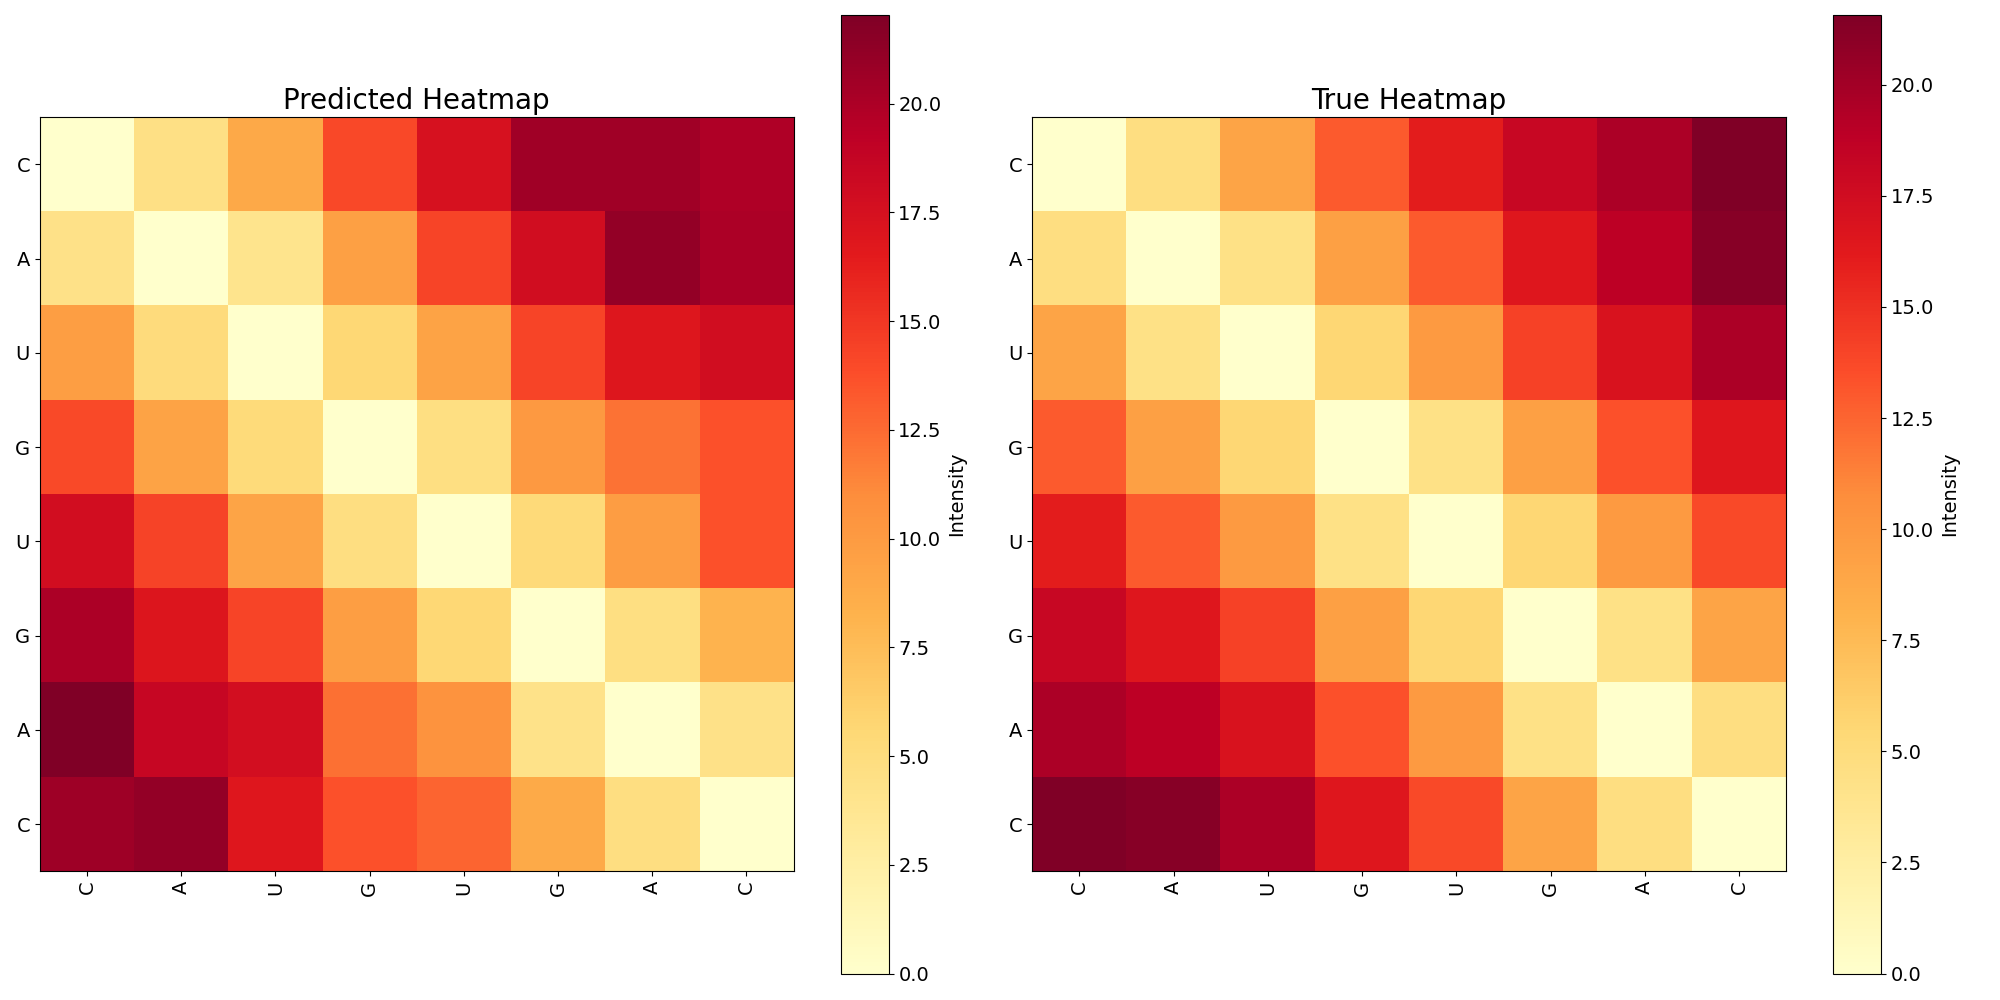 Predicted Heatmap
C
A
U
G
U
G
A
C
C A U G U G A C
20.0
17.5
15.0
12.5
10.0
7.5
5.0
2.5
0.0
Intensity
True Heatmap
C
A
U
G
U
G
A
C
C A U G U G A C
20.0
17.5
15.0
12.5
10.0
7.5
5.0
2.5
0.0
Intensity